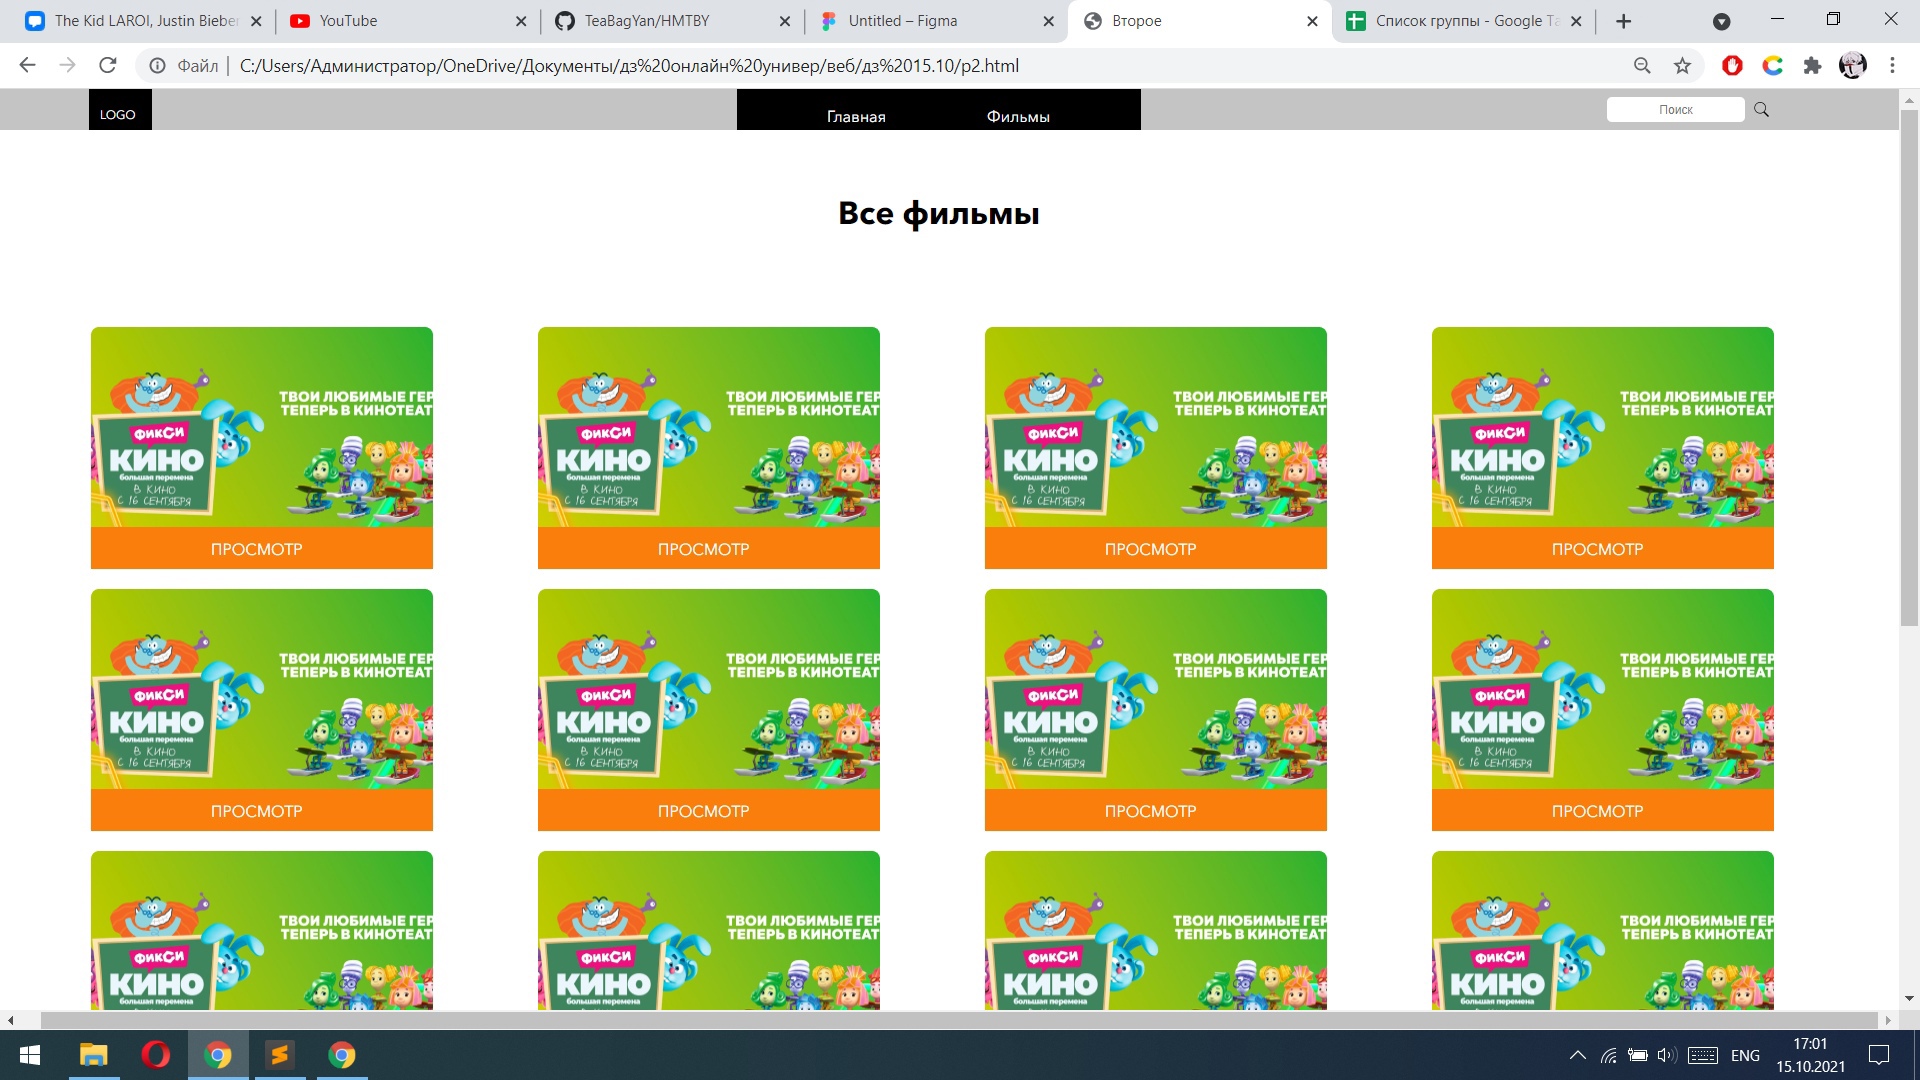 The Kid LAROI, Justin Bieber
YouTube
TeaBagYan/HMTBY
Untitled – Figma
Второе
Список группы - Google Та
Файл
C:/Users/Администратор/OneDrive/Документы/дз%20онлайн%20универ/веб/дз%2015.10/p2.html
LOGO
Главная
Фильмы
Поиск
Все фильмы
ТВОИ ЛЮБИМЫЕ ГЕР
ТЕПЕРЬ В КИНОТЕАТ
ФИКСИ
КИНО
большая перемена
В КИНО
С 16 СЕНТЯБРЯ
ПРОСМОТР
ТВОИ ЛЮБИМЫЕ ГЕР
ТЕПЕРЬ В КИНОТЕАТ
ФИКСИ
КИНО
большая перемена
В КИНО
С 16 СЕНТЯБРЯ
ПРОСМОТР
ТВОИ ЛЮБИМЫЕ ГЕР
ТЕПЕРЬ В КИНОТЕАТ
ФИКСИ
КИНО
большая перемена
В КИНО
С 16 СЕНТЯБРЯ
ПРОСМОТР
ТВОИ ЛЮБИМЫЕ ГЕР
ТЕПЕРЬ В КИНОТЕАТ
ФИКСИ
КИНО
большая перемена
В КИНО
С 16 СЕНТЯБРЯ
ПРОСМОТР
ТВОИ ЛЮБИМЫЕ ГЕР
ТЕПЕРЬ В КИНОТЕАТ
ФИКСИ
КИНО
большая перемена
В КИНО
С 16 СЕНТЯБРЯ
ПРОСМОТР
ТВОИ ЛЮБИМЫЕ ГЕР
ТЕПЕРЬ В КИНОТЕАТ
ФИКСИ
КИНО
большая перемена
В КИНО
С 16 СЕНТЯБРЯ
ПРОСМОТР
ТВОИ ЛЮБИМЫЕ ГЕР
ТЕПЕРЬ В КИНОТЕАТ
ФИКСИ
КИНО
большая перемена
В КИНО
С 16 СЕНТЯБРЯ
ПРОСМОТР
ТВОИ ЛЮБИМЫЕ ГЕР
ТЕПЕРЬ В КИНОТЕАТ
ФИКСИ
КИНО
большая перемена
В КИНО
С 16 СЕНТЯБРЯ
ПРОСМОТР
ТВОИ ЛЮБИМЫЕ ГЕР
ТЕПЕРЬ В КИНОТЕАТ
ФИКСИ
КИНО
большая перемена
ТВОИ ЛЮБИМЫЕ ГЕР
ТЕПЕРЬ В КИНОТЕАТ
ФИКСИ
КИНО
большая перемена
ТВОИ ЛЮБИМЫЕ ГЕР
ТЕПЕРЬ В КИНОТЕАТ
ФИКСИ
КИНО
большая перемена
ТВОИ ЛЮБИМЫЕ ГЕР
ТЕПЕРЬ В КИНОТЕАТ
ФИКСИ
КИНО
большая перемена
ENG
17:01
15.10.2021